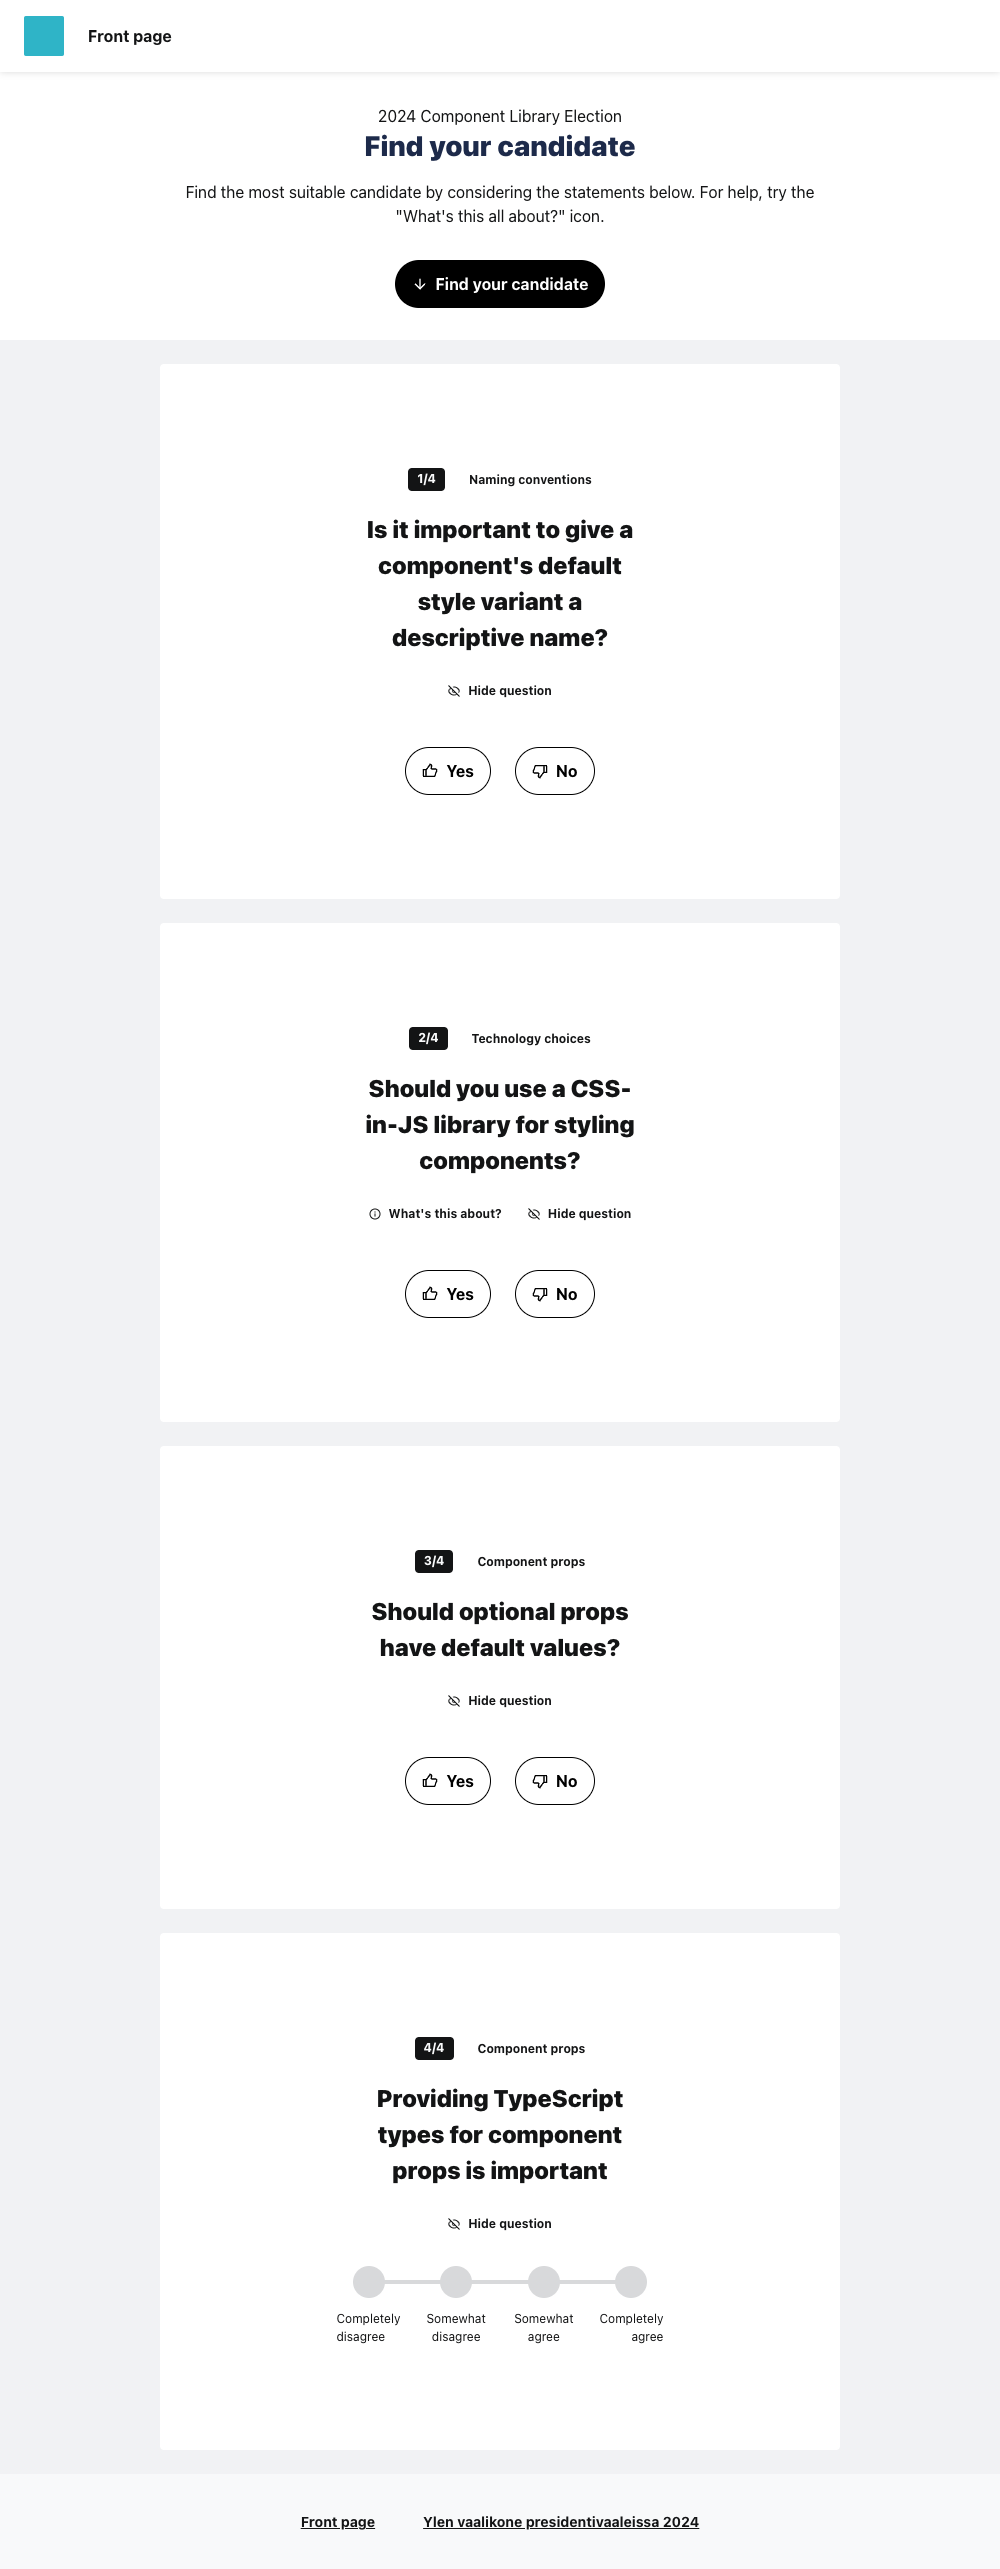 Front page
2024 Component Library Election
Find your candidate
Find the most suitable candidate by considering the statements below. For help, try the
"What's this all about?" icon.
Find your candidate
1/4 Naming conventions
Is it important to give a
component's default
style variant a
descriptive name?
Hide question
Yes No
2/4 Technology choices
Should you use a CSS-
in-JS library for styling
components?
What's this about? Hide question
Yes No
3/4 Component props
Should optional props
have default values?
Hide question
Yes No
4/4 Component props
Providing TypeScript
types for component
props is important
Hide question
Completely Somewhat Somewhat Completely
disagree disagree agree agree
Front page Ylen vaalikone presidentivaaleissa 2024